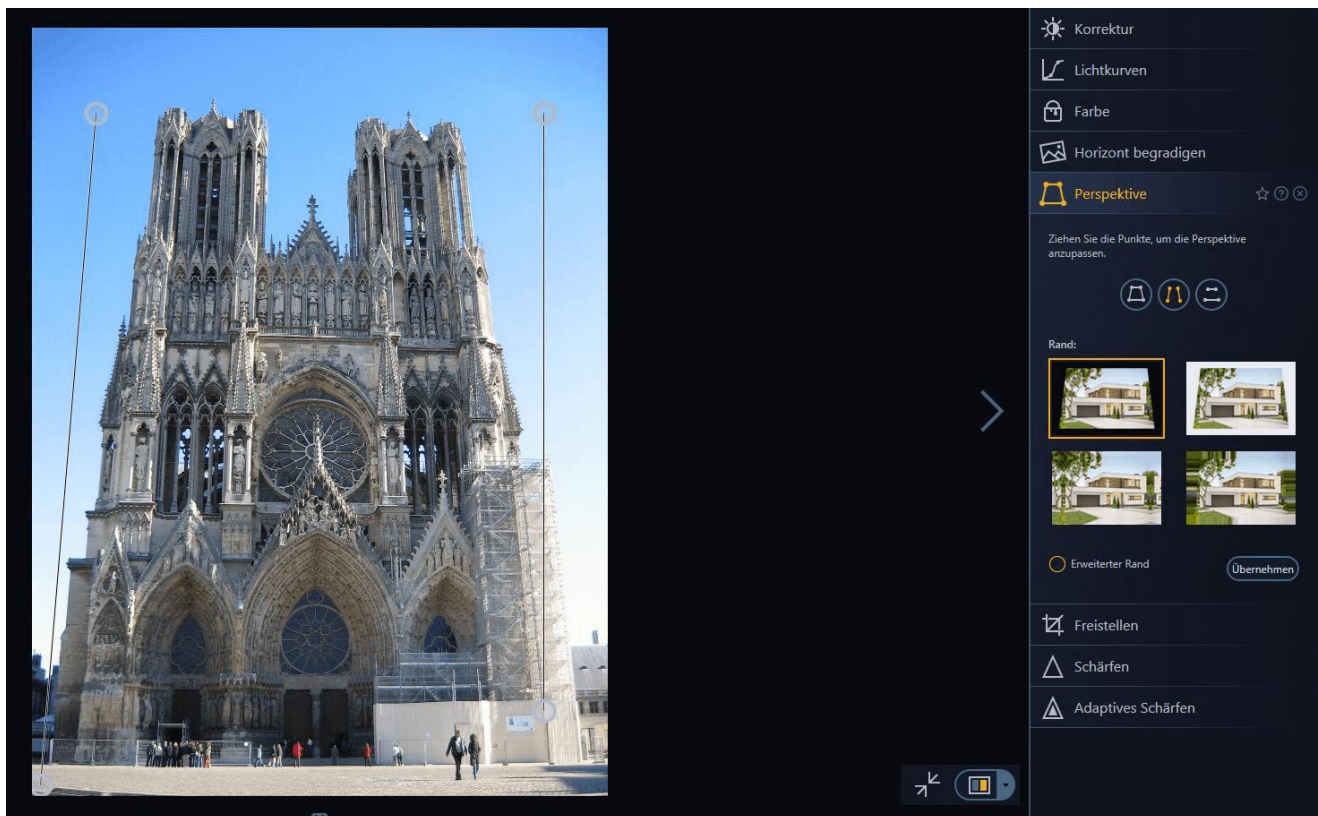 Korrektur
Lichtkurven
Farbe
Horizont begradigen
Perspektive
Ziehen Sie die Punkte, um die Perspektive
anzupassen.
Rand:
Erweiterter Rand
Übernehmen
Freistellen
Schärfen
Adaptives Schärfen